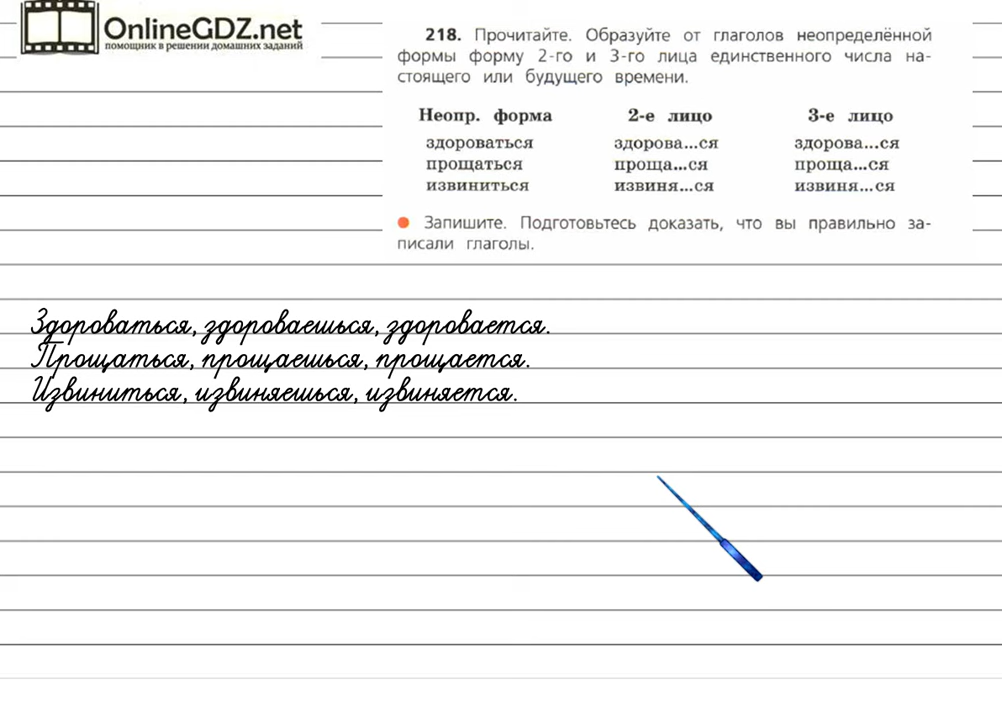 OnlineGDZ.net
помощник в решении домашних заданий
218. Прочитайте. Образуйте от глаголов неопределённой
формы форму 2-го и 3-го лица единственного числа на-
стоящего или будущего времени.
Неопр. форма 2-е лицо 3-е лицо
здороваться здорова...ся здорова...ся
прощаться проща...ся проща...ся
извиниться извиня...ся извиня...ся
Запишите. Подготовьтесь доказать, что вы правильно за-
писали глаголы.
Здороваться, здороваешься, здоровается.
Прощаться, прощаешься, прощается.
Извиниться, извиняешься, извиняется.